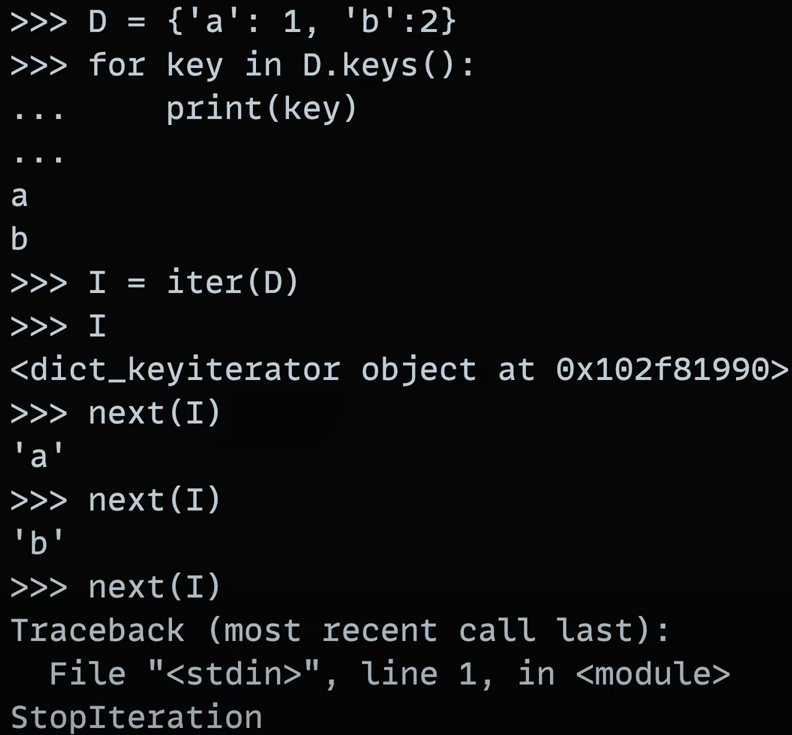 >>> D = {'a': 1, 'b':2}
>>> for key in D.keys():
...     print(key)
...
a
b
>>> I = iter(D)
>>> I
<dict_keyiterator object at 0x102f81990>
>>> next(I)
'a'
>>> next(I)
'b'
>>> next(I)
Traceback (most recent call last):
  File "<stdin>", line 1, in <module>
StopIteration